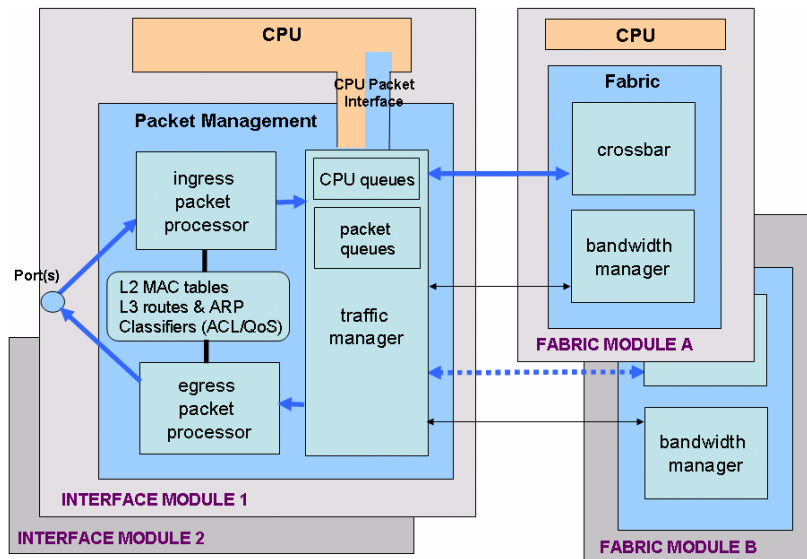 CPU
CPU Packet
Interface
Packet Management
ingress
packet
processor
CPU queues
packet
queues
Port(s)
L2 MAC tables
L3 routes & ARP
Classifiers (ACL/QoS)
traffic
manager
egress
packet
processor
INTERFACE MODULE 1
INTERFACE MODULE 2
CPU
Fabric
crossbar
bandwidth
manager
FABRIC MODULE A
bandwidth
manager
FABRIC MODULE B